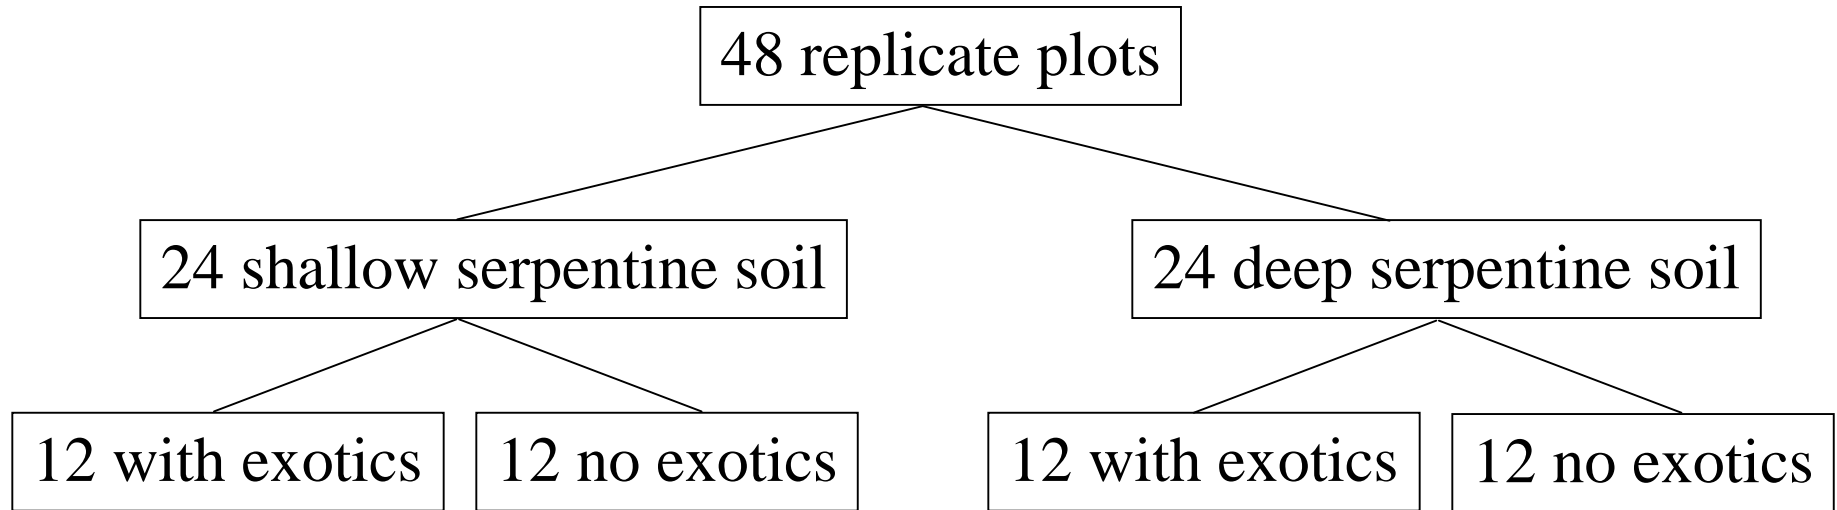 48 replicate plots
24 shallow serpentine soil
24 deep serpentine soil
12 with exotics
12 no exotics
12 with exotics
12 no exotics